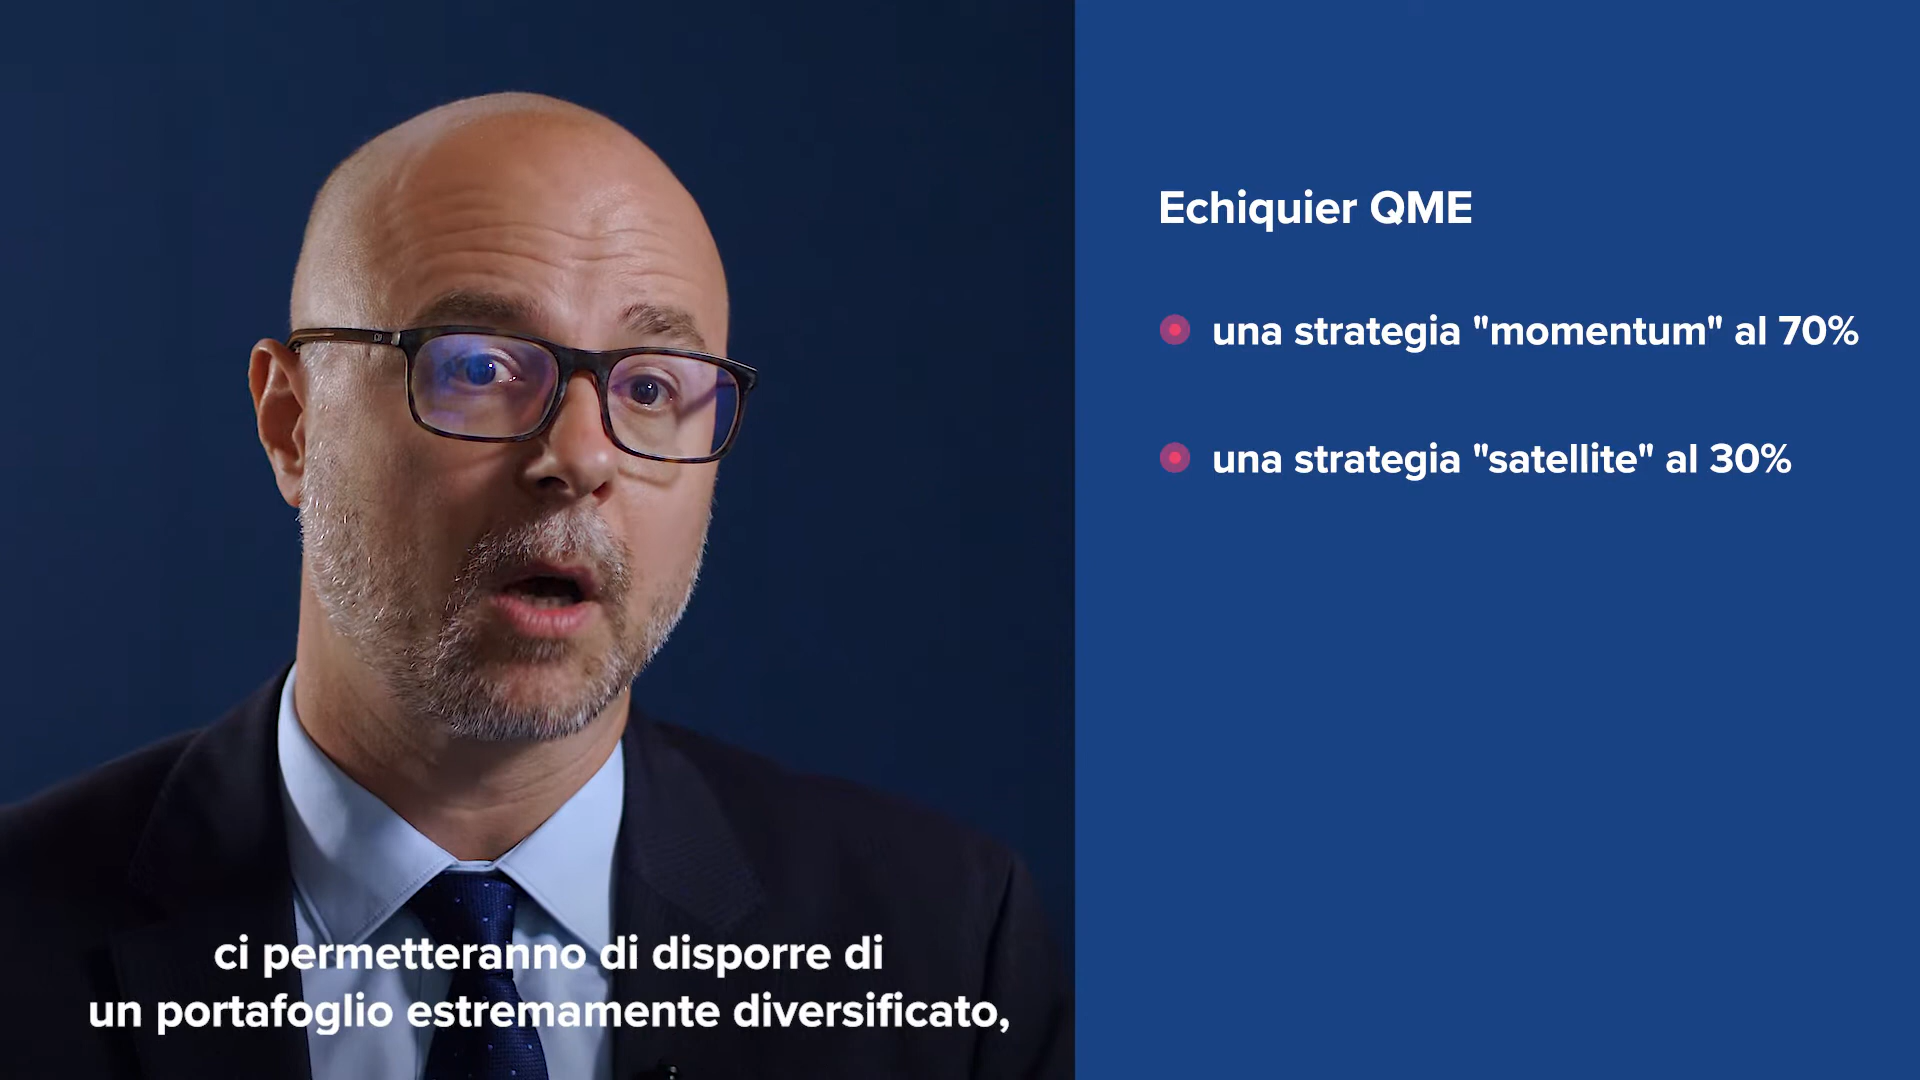 Echiquier QME
una strategia "momentum" al 70%
una strategia "satellite" al 30%
ci permetteranno di disporre di
un portafoglio estremamente diversificato,